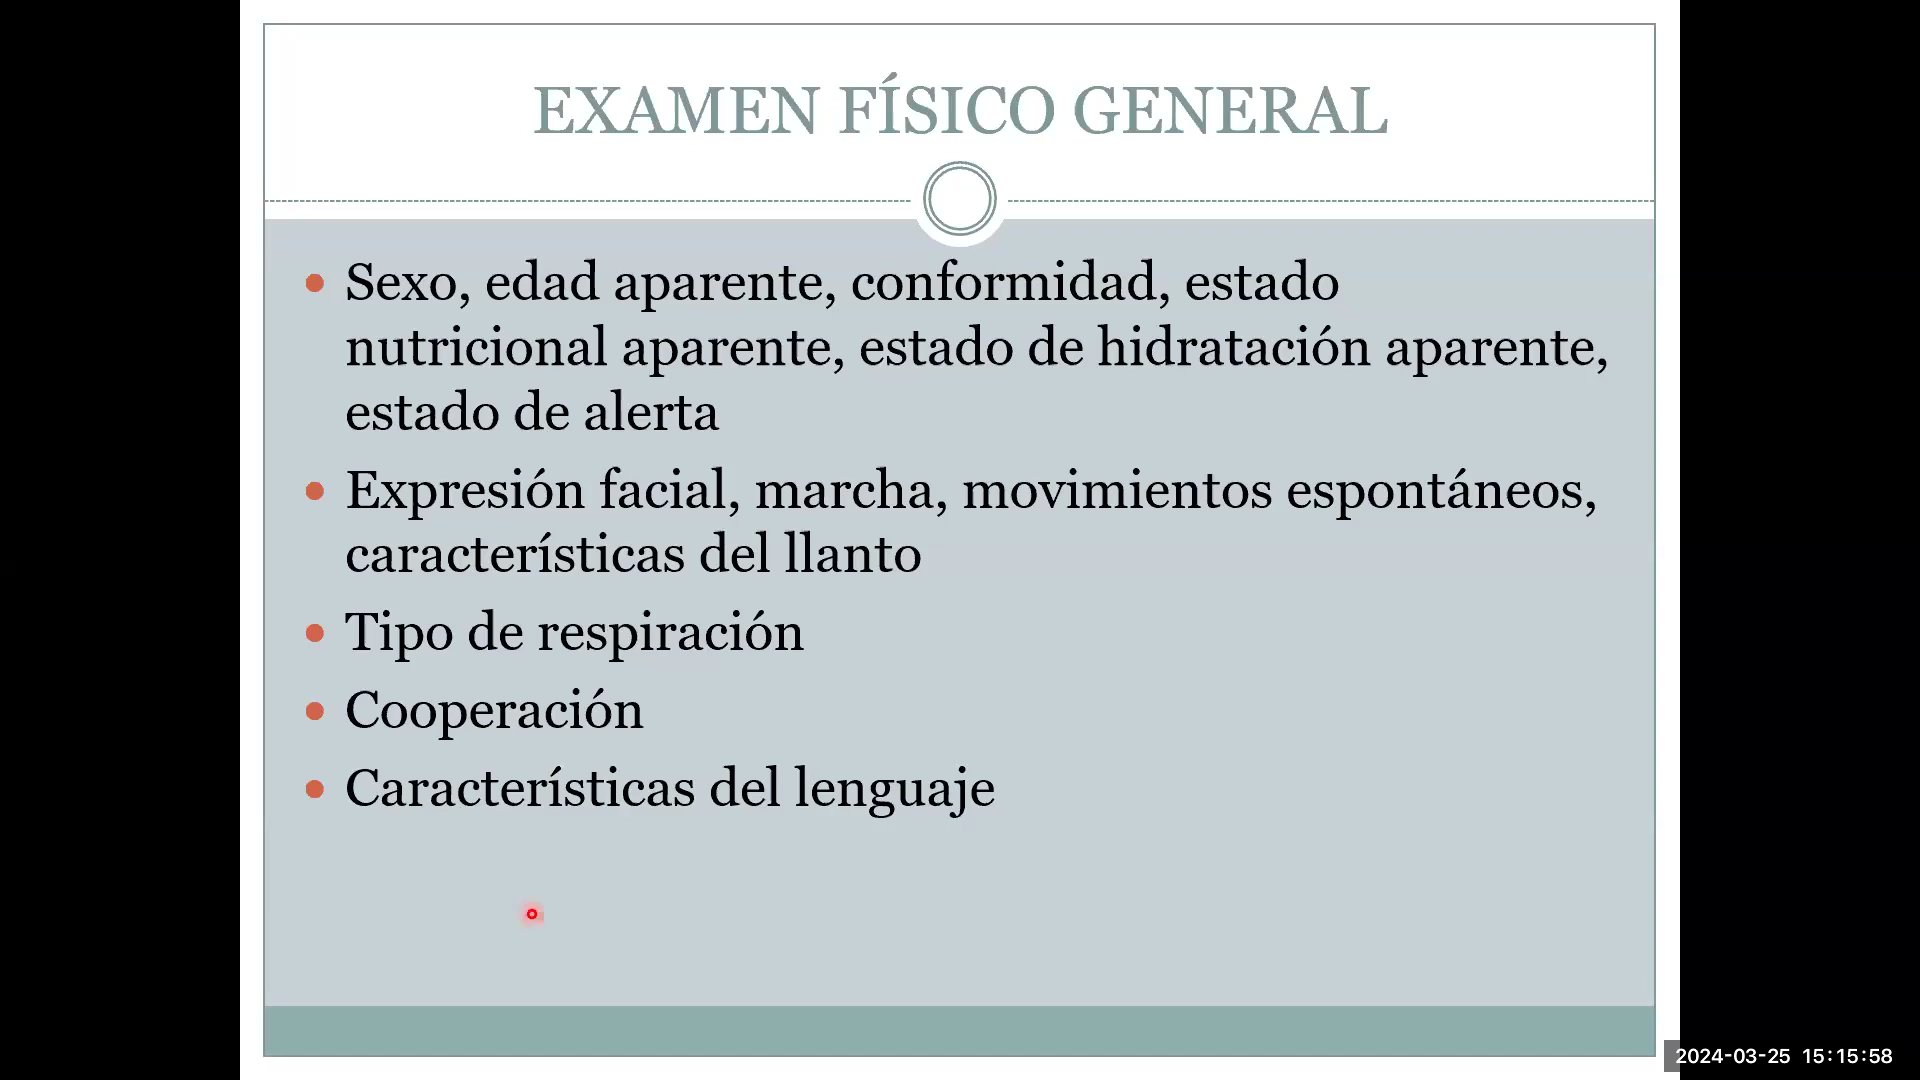 EXAMEN FÍSICO GENERAL
• Sexo, edad aparente, conformidad, estado
nutricional aparente, estado de hidratación aparente,
estado de alerta
• Expresión facial, marcha, movimientos espontáneos,
características del llanto
• Tipo de respiración
• Cooperación
• Características del lenguaje
2024-03-25 15:15:58